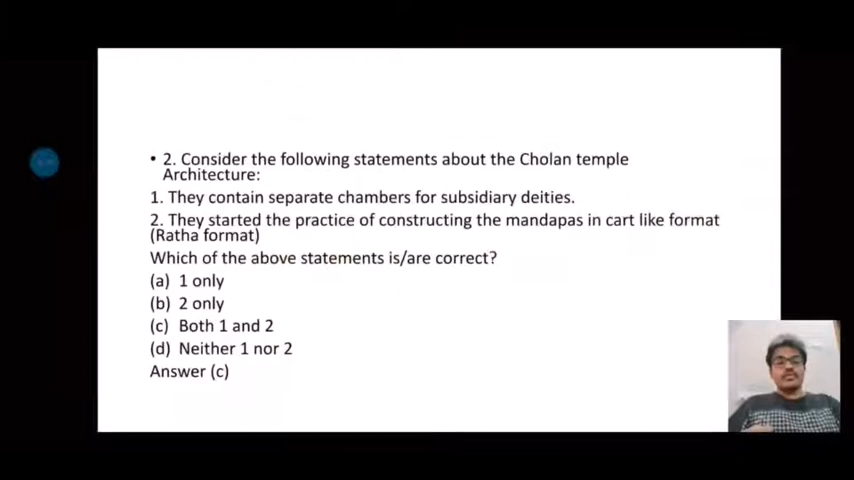 • 2. Consider the following statements about the Cholan temple
Architecture:
1. They contain separate chambers for subsidiary deities.
2. They started the practice of constructing the mandapas in cart like format
(Ratha format)
Which of the above statements is/are correct?
(a) 1 only
(b) 2 only
(c) Both 1 and 2
(d) Neither 1 nor 2
Answer (c)